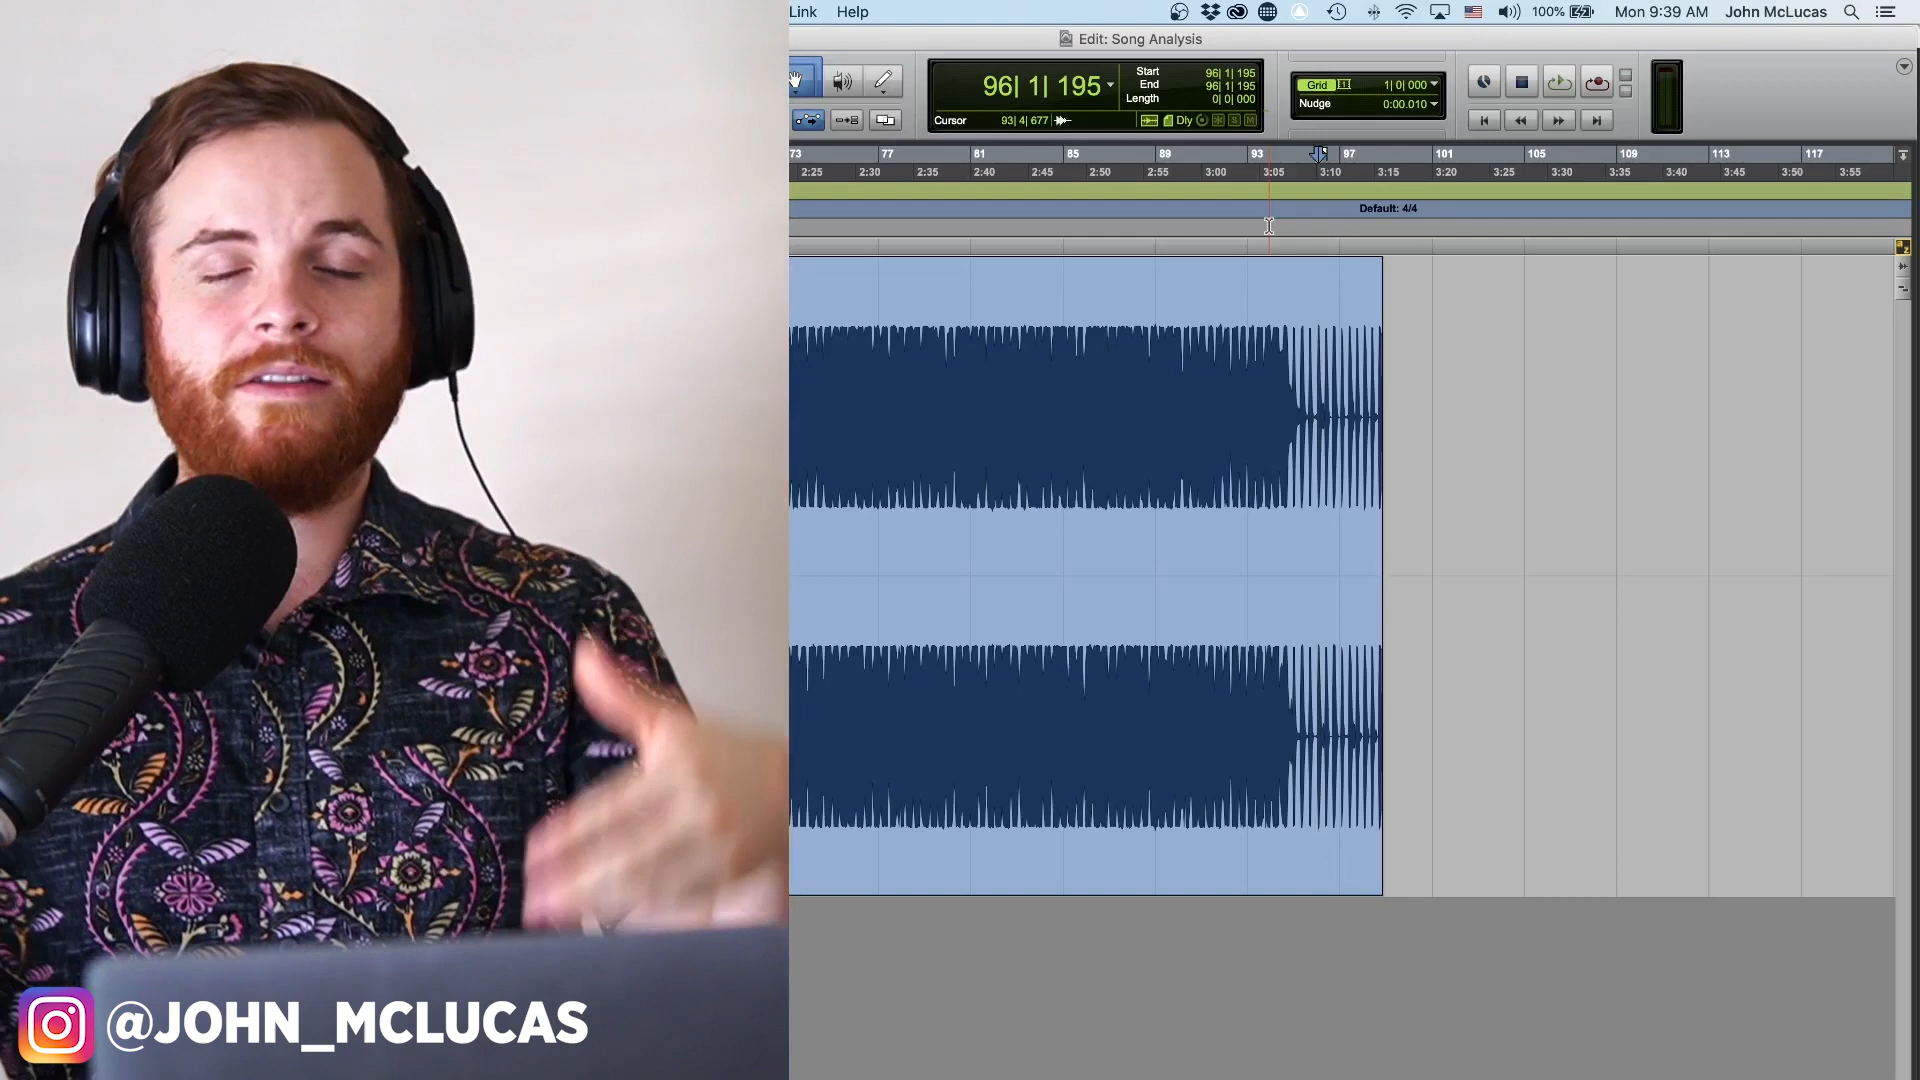 Link Help
100% Mon 9:39 AM John McLucas
Edit: Song Analysis
96| 1| 195
Start 96| 1| 195
End 96| 1| 195
Length 0| 0| 000
Cursor 93| 4| 677
Dly S M
Grid 1| 0| 000
Nudge 0:00.010
73 77 81 85 89 93 97 101 105 109 113 117
2:25 2:30 2:35 2:40 2:45 2:50 2:55 3:00 3:05 3:10 3:15 3:20 3:25 3:30 3:35 3:40 3:45 3:50 3:55
Default: 4/4
a z
@JOHN_MCLUCAS